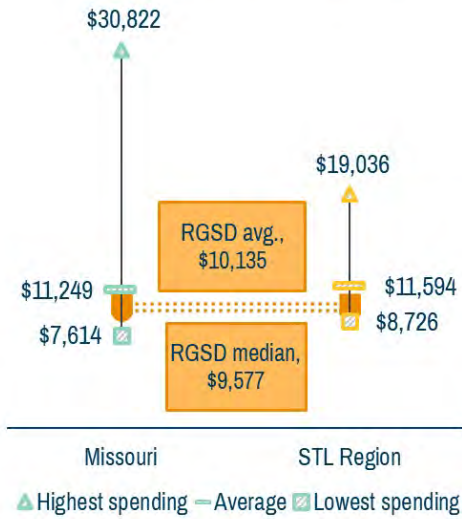 $30,822
$19,036
RGSD avg.,
$10,135
$11,249
$11,594
$7,614
$8,726
RGSD median,
$9,577
Missouri
STL Region
Highest spending
Average
Lowest spending